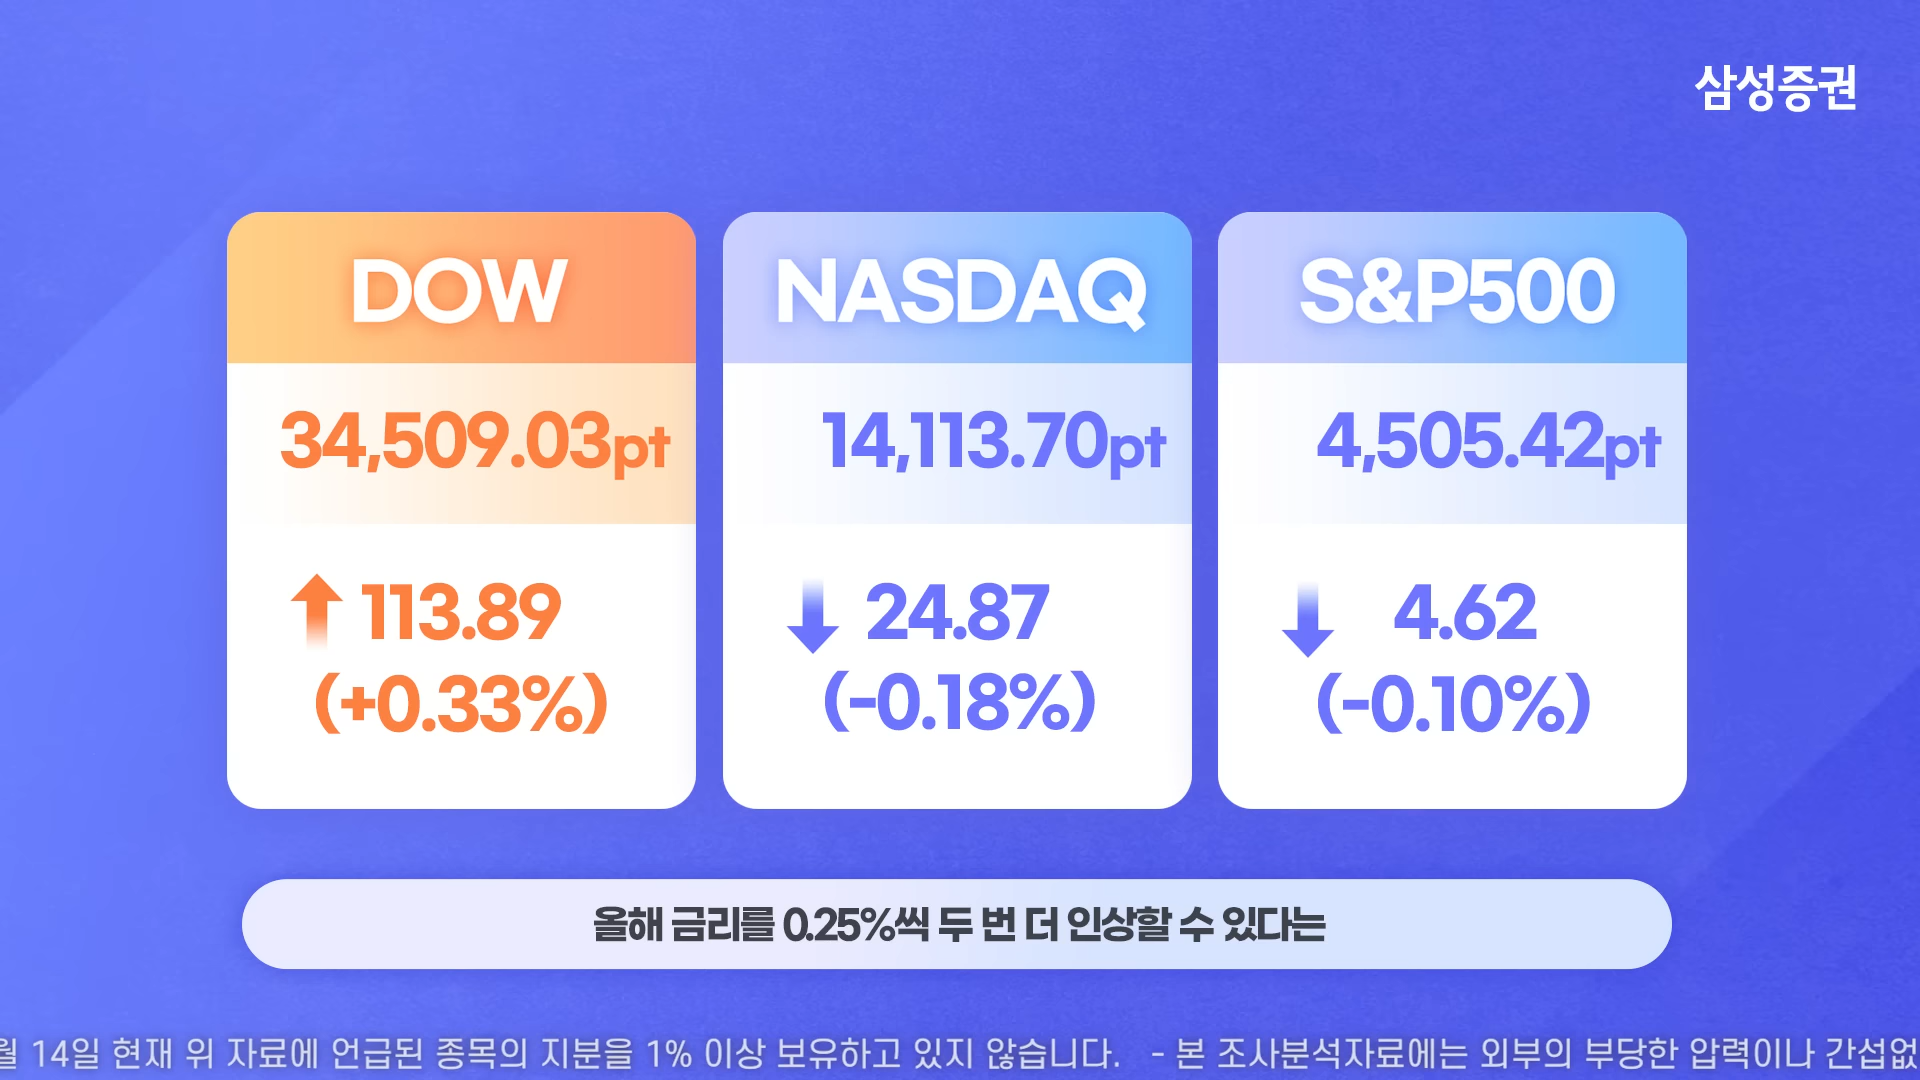 삼성증권
DOW
34,509.03pt
113.89
(+0.33%)
NASDAQ
14,113.70pt
24.87
(-0.18%)
S&P500
4,505.42pt
4.62
(-0.10%)
올해 금리를 0.25%씩 두 번 더 인상할 수 있다는
월 14일 현재 위 자료에 언급된 종목의 지분을 1% 이상 보유하고 있지 않습니다. - 본 조사분석자료에는 외부의 부당한 압력이나 간섭없